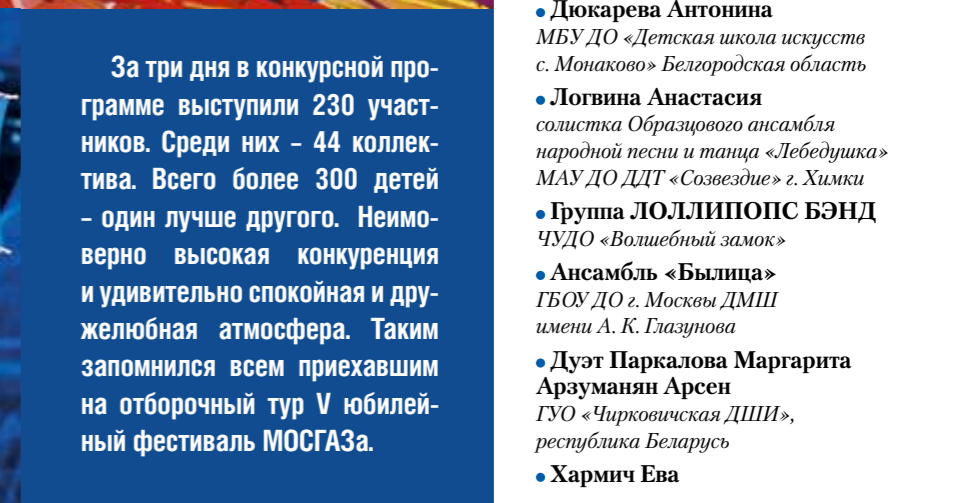 За три дня в конкурсной про-
грамме выступили 230 участ-
ников. Среди них – 44 коллек-
тива. Всего более 300 детей
– один лучше другого. Неимо-
верно высокая конкуренция
и удивительно спокойная и дру-
желюбная атмосфера. Таким
запомнился всем приехавшим
на отборочный тур V юбилей-
ный фестиваль МОСГАЗа.
• Дюкарева Антонина
МБУ ДО «Детская школа искусств
с. Монаково» Белгородская область
• Логвина Анастасия
солистка Образцового ансамбля
народной песни и танца «Лебедушка»
МАУ ДО ДДТ «Созвездие» г. Химки
• Группа ЛОЛЛИПОПС БЭНД
ЧУДО «Волшебный замок»
• Ансамбль «Былица»
ГБОУ ДО г. Москвы ДМШ
имени А. К. Глазунова
• Дуэт Паркалова Маргарита
Арзуманян Арсен
ГУО «Чирковичская ДШИ»,
республика Беларусь
• Хармич Ева